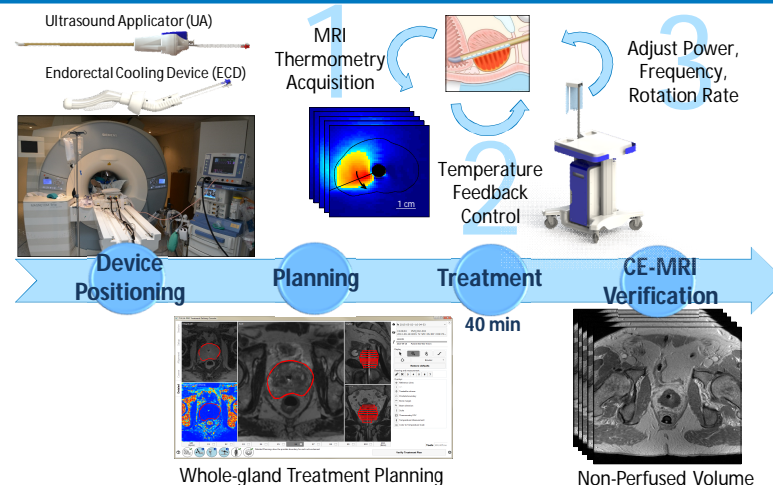 Ultrasound Applicator (UA)
Endorectal Cooling Device (ECD)
1
MRI
Thermometry
Acquisition
1 cm
2
Temperature
Feedback
Control
3
Adjust Power,
Frequency,
Rotation Rate
Device
Positioning
Planning
Treatment
40 min
CE-MRI
Verification
Whole-gland Treatment Planning
Non-Perfused Volume